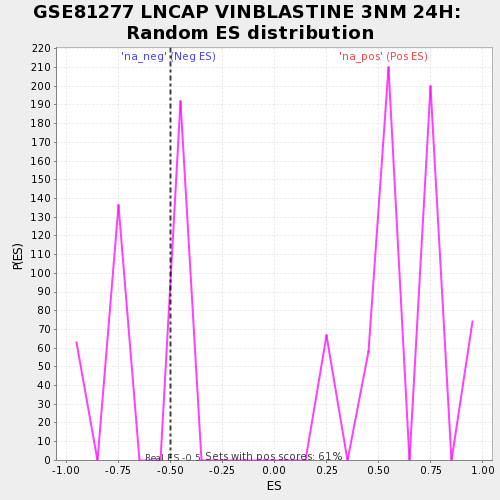 GSE81277 LNCAP VINBLASTINE 3NM 24H:
Random ES distribution
'na_neg' (Neg ES)
'na_pos' (Pos ES)
220
210
200
190
180
170
160
150
140
130
120
110
100
90
80
70
60
50
40
30
20
10
0
P(ES)
Real ES -0.5
Sets with pos scores: 61%
-1.00 -0.75 -0.50 -0.25 0.00 0.25 0.50 0.75 1.00
ES